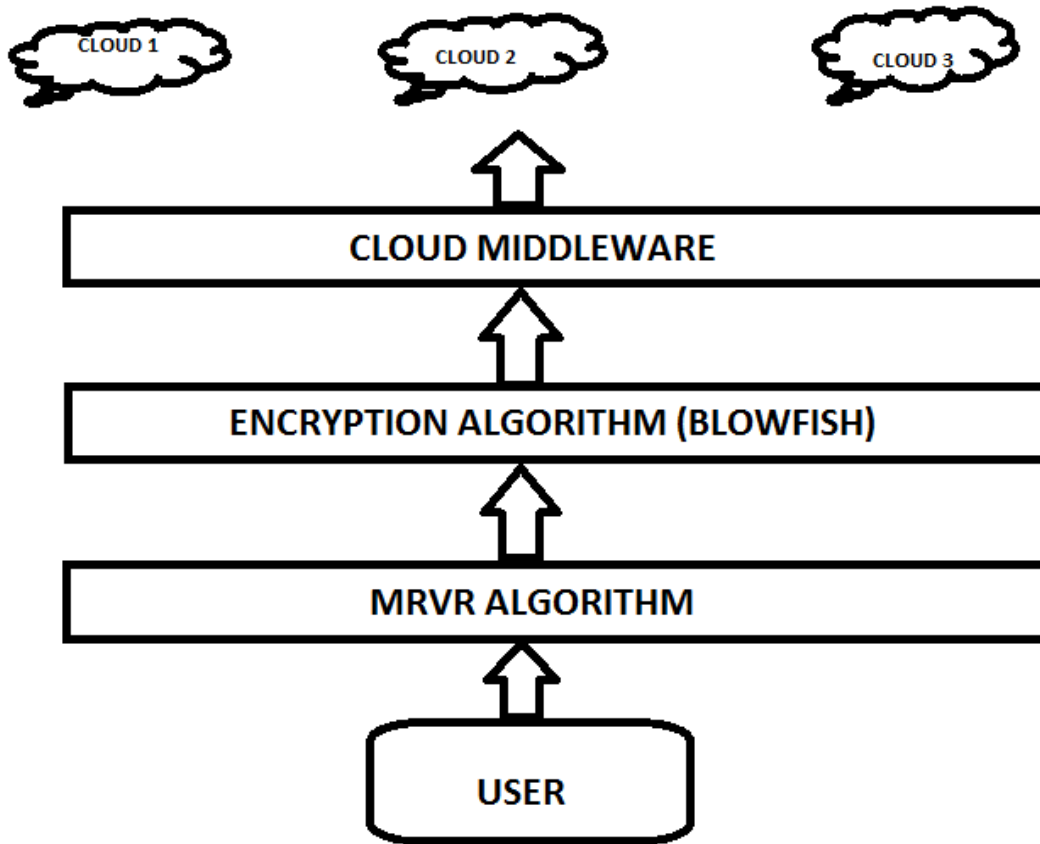 CLOUD 1
CLOUD 2
CLOUD 3
CLOUD MIDDLEWARE
ENCRYPTION ALGORITHM (BLOWFISH)
MRVR ALGORITHM
USER